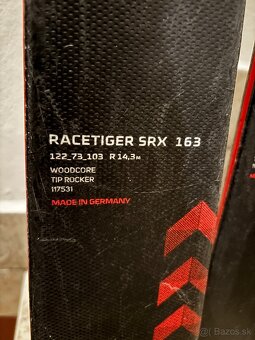 RACETIGER SRX 163
122_73_103 R 14,3M
WOODCORE
TIP ROCKER
117531
MADE IN GERMANY
© bazos.sk